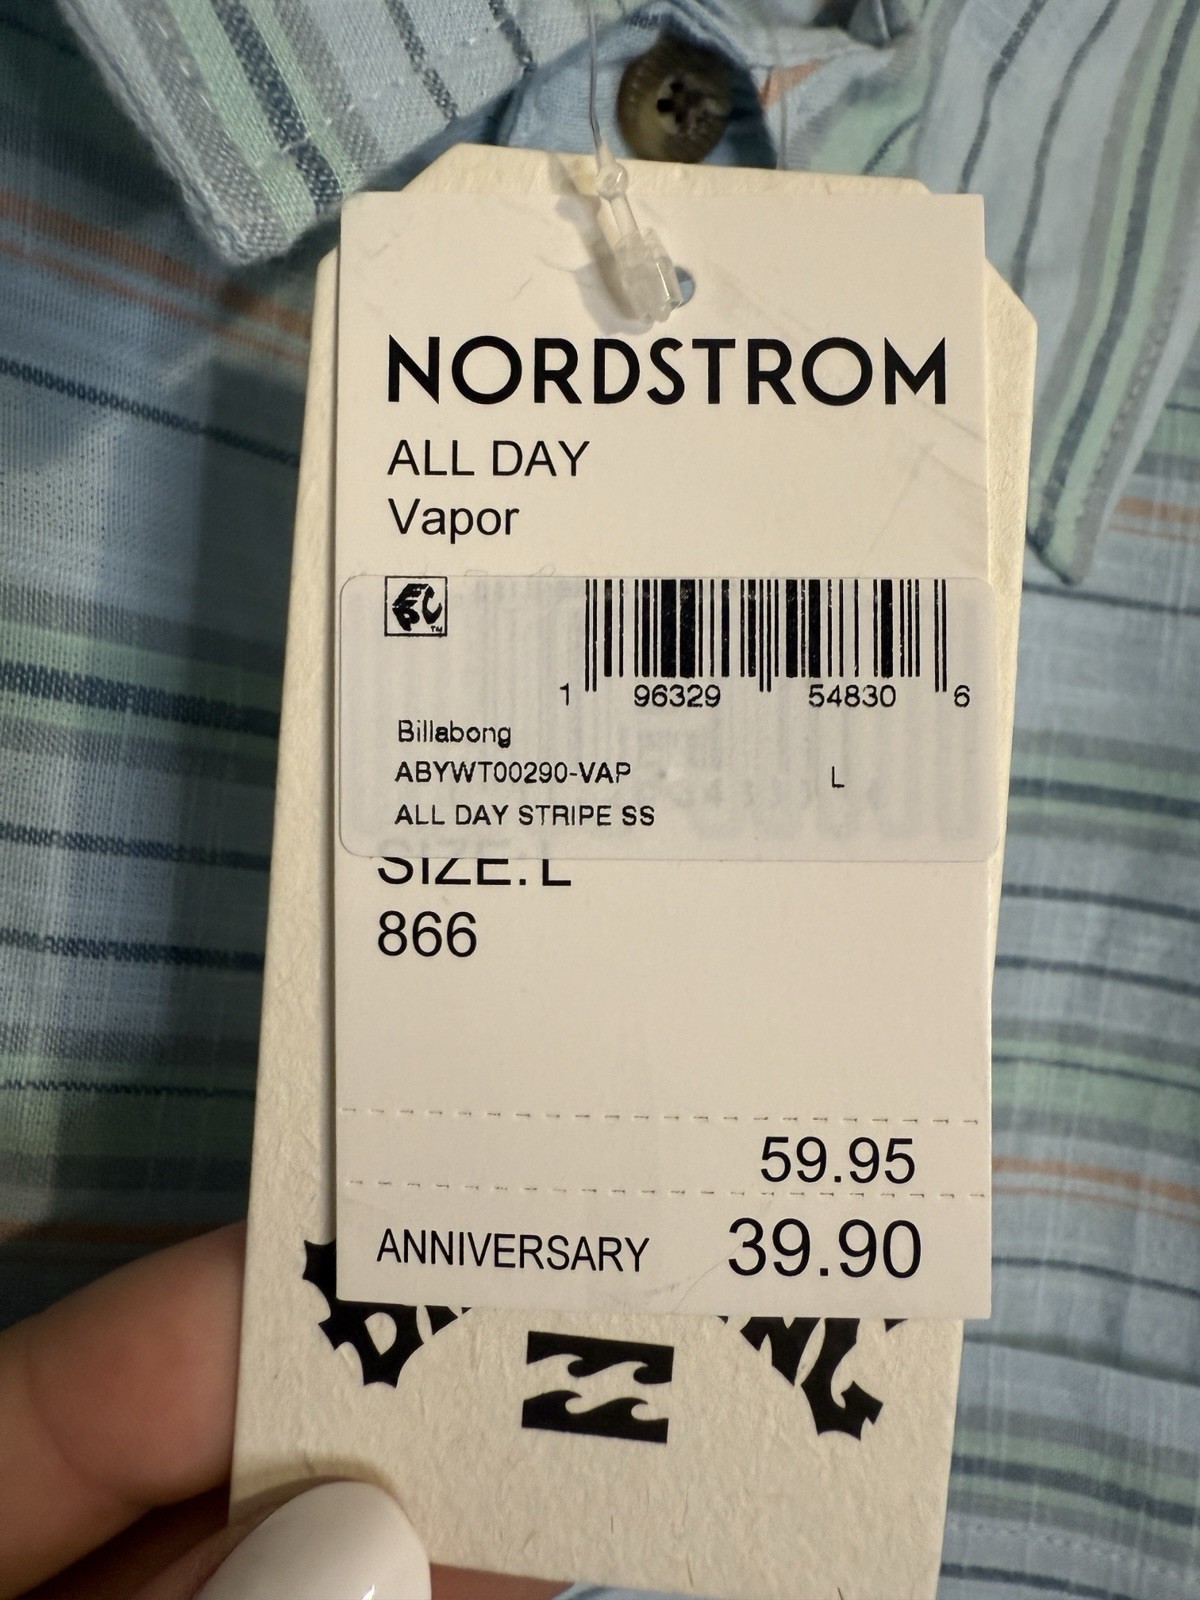 NORDSTROM
ALL DAY
Vapor
1 96329 54830 6
Billabong
ABYWT00290-VAP L
ALL DAY STRIPE SS
SIZE: L
866
59.95
ANNIVERSARY 39.90